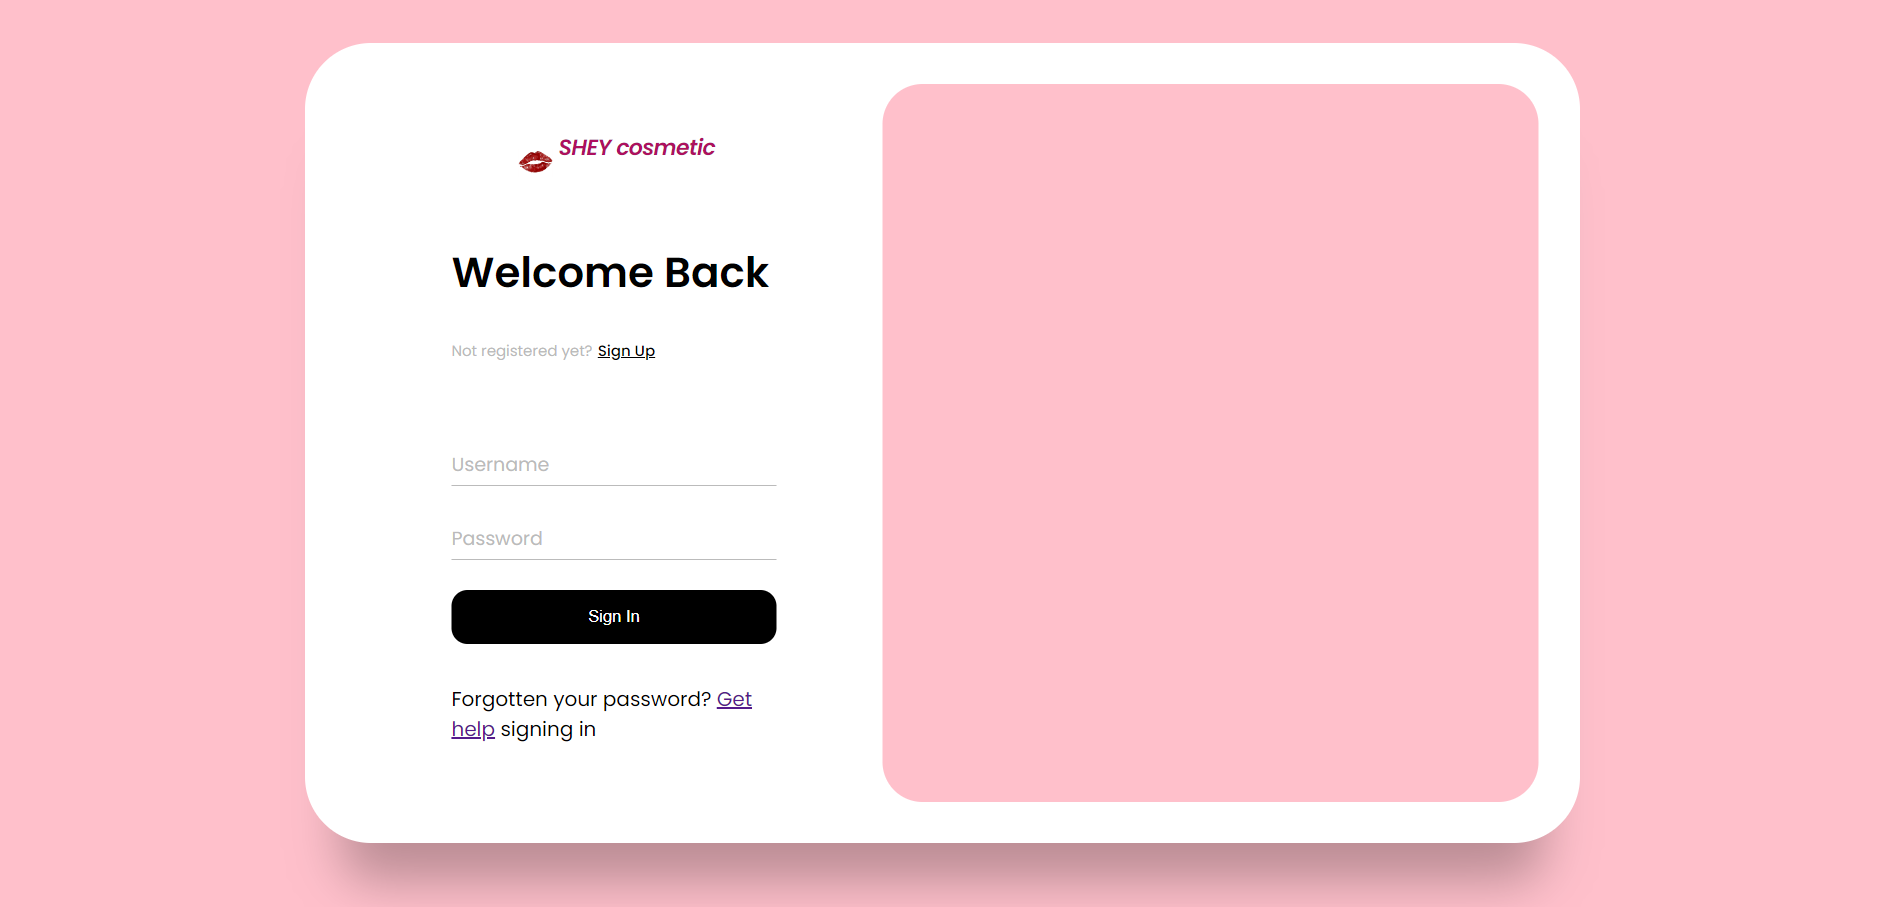 SHEY cosmetic
Welcome Back
Not registered yet? Sign Up
Username
Password
Sign In
Forgotten your password? Get
help signing in